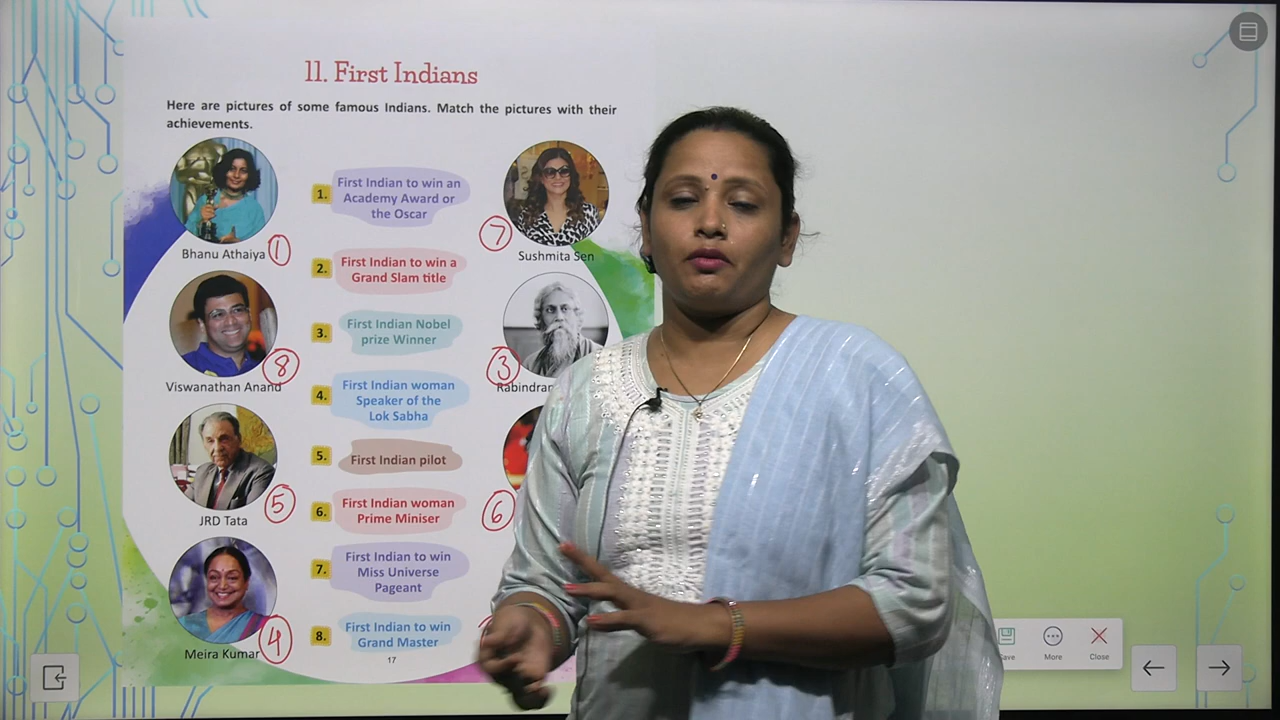 11. First Indians
Here are pictures of some famous Indians. Match the pictures with their
achievements.
1. First Indian to win an
Academy Award or
the Oscar
2. First Indian to win a
Grand Slam title
3. First Indian Nobel
prize Winner
4. First Indian woman
Speaker of the
Lok Sabha
5. First Indian pilot
6. First Indian woman
Prime Miniser
7. First Indian to win
Miss Universe
Pageant
8. First Indian to win
Grand Master
Bhanu Athaiya 1
Viswanathan Anand 8
JRD Tata 5
Meira Kumar 4
7 Sushmita Sen
3
6
17
More
Close